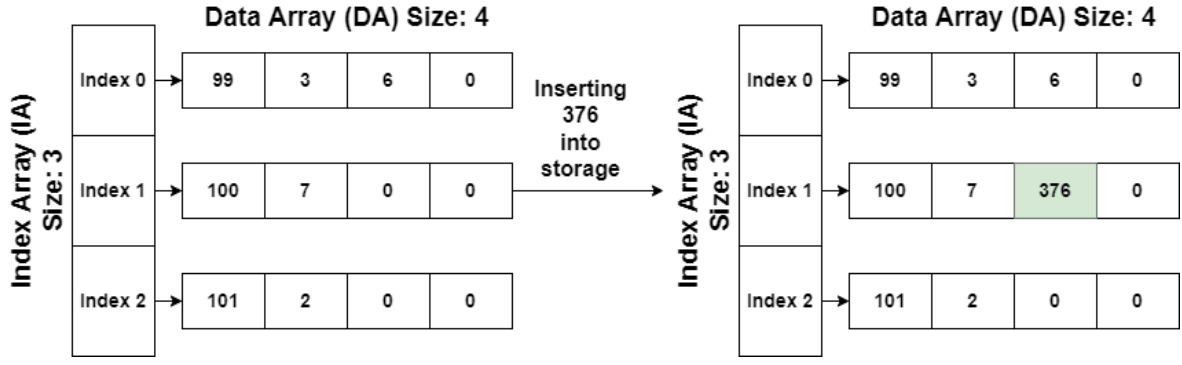 Data Array (DA) Size: 4
Index Array (IA)
Size: 3
Index 0
99 3 6 0
Index 1
100 7 0 0
Index 2
101 2 0 0
Inserting
376
into
storage
Data Array (DA) Size: 4
Index Array (IA)
Size: 3
Index 0
99 3 6 0
Index 1
100 7 376 0
Index 2
101 2 0 0